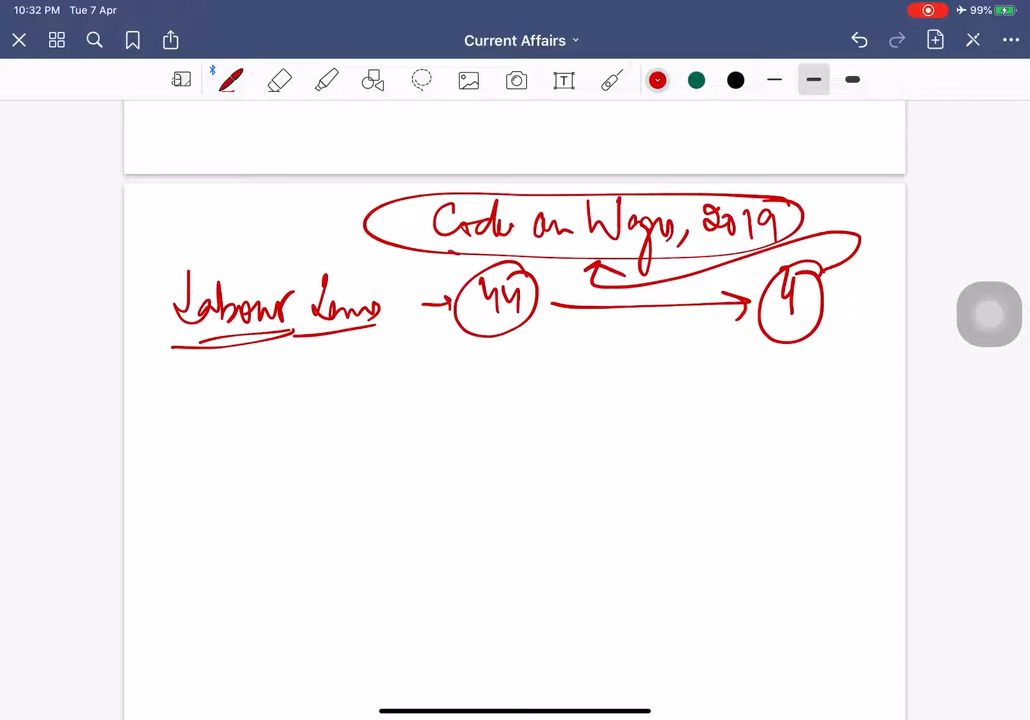 10:32 PM Tue 7 Apr
99%
Current Affairs
T
Code on Wages, 2019
Labour Laws → 44 → 4